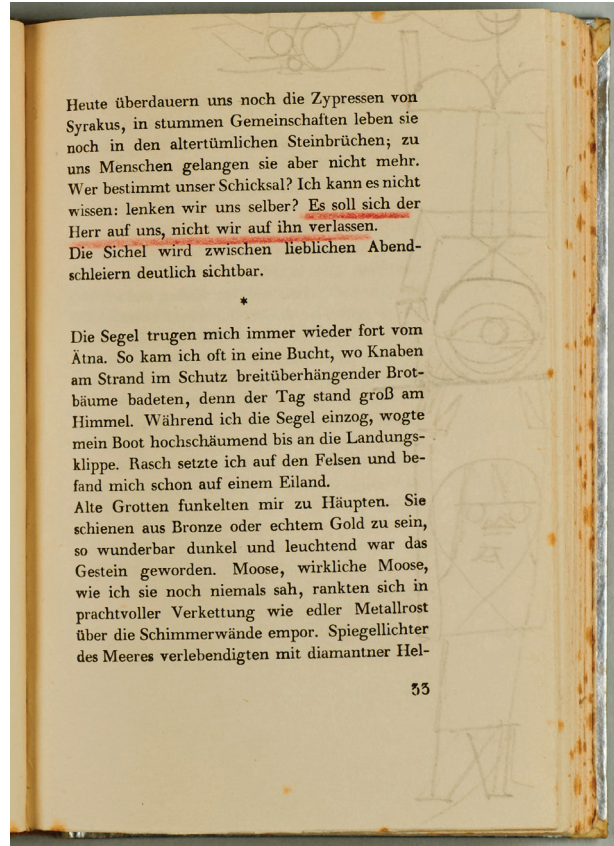 Heute überdauern uns noch die Zypressen von
Syrakus, in stummen Gemeinschaften leben sie
noch in den altertümlichen Steinbrüchen; zu
uns Menschen gelangen sie aber nicht mehr.
Wer bestimmt unser Schicksal? Ich kann es nicht
wissen: lenken wir uns selber? Es soll sich der
Herr auf uns, nicht wir auf ihn verlassen.
Die Sichel wird zwischen lieblichen Abend-
schleiern deutlich sichtbar.
*
Die Segel trugen mich immer wieder fort vom
Ätna. So kam ich oft in eine Bucht, wo Knaben
am Strand im Schutz breitüberhängender Brot-
bäume badeten, denn der Tag stand groß am
Himmel. Während ich die Segel einzog, wogte
mein Boot hochschäumend bis an die Landungs-
klippe. Rasch setzte ich auf den Felsen und be-
fand mich schon auf einem Eiland.
Alte Grotten funkelten mir zu Häupten. Sie
schienen aus Bronze oder echtem Gold zu sein,
so wunderbar dunkel und leuchtend war das
Gestein geworden. Moose, wirkliche Moose,
wie ich sie noch niemals sah, rankten sich in
prachtvoller Verkettung wie edler Metallrost
über die Schimmerwände empor. Spiegellichter
des Meeres verlebendigten mit diamantner Hel-
33